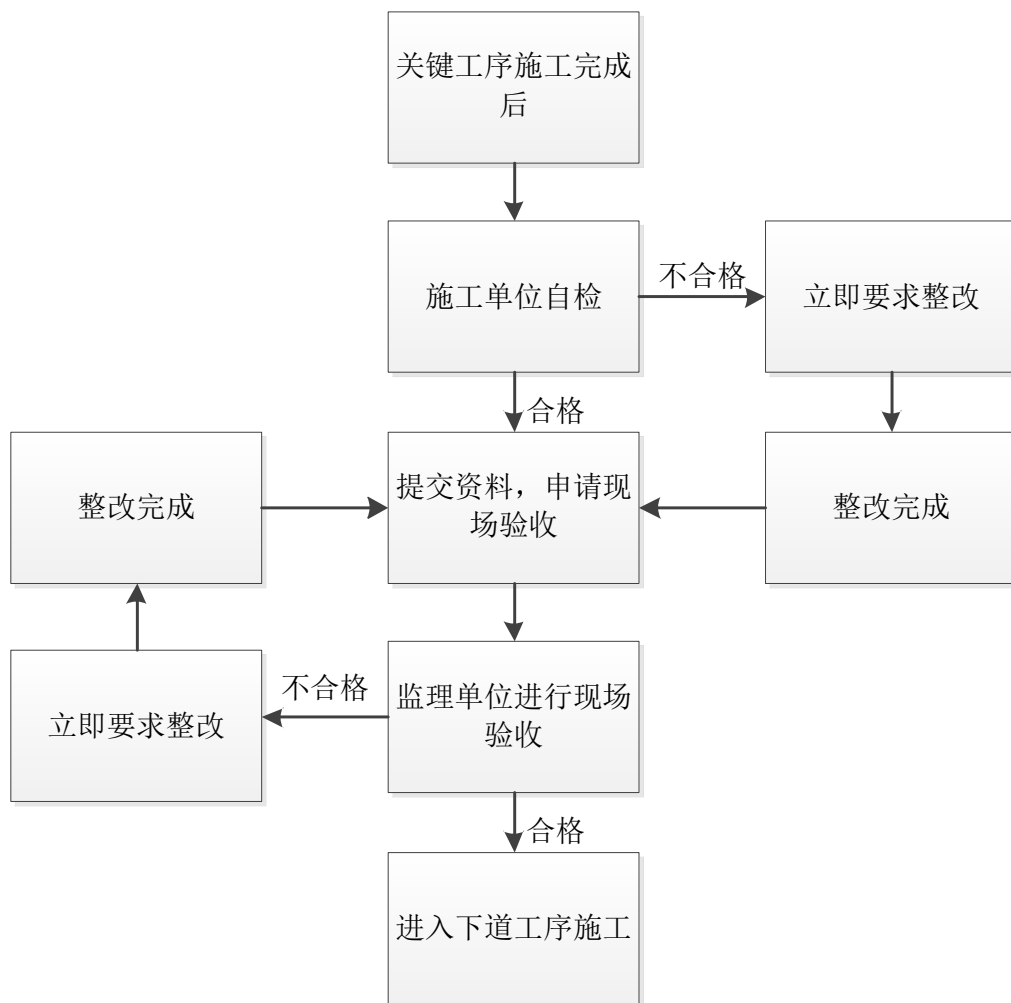 关键工序施工完成
后
施工单位自检
不合格
立即要求整改
合格
整改完成
提交资料，申请现
场验收
整改完成
立即要求整改
不合格
监理单位进行现场
验收
合格
进入下道工序施工